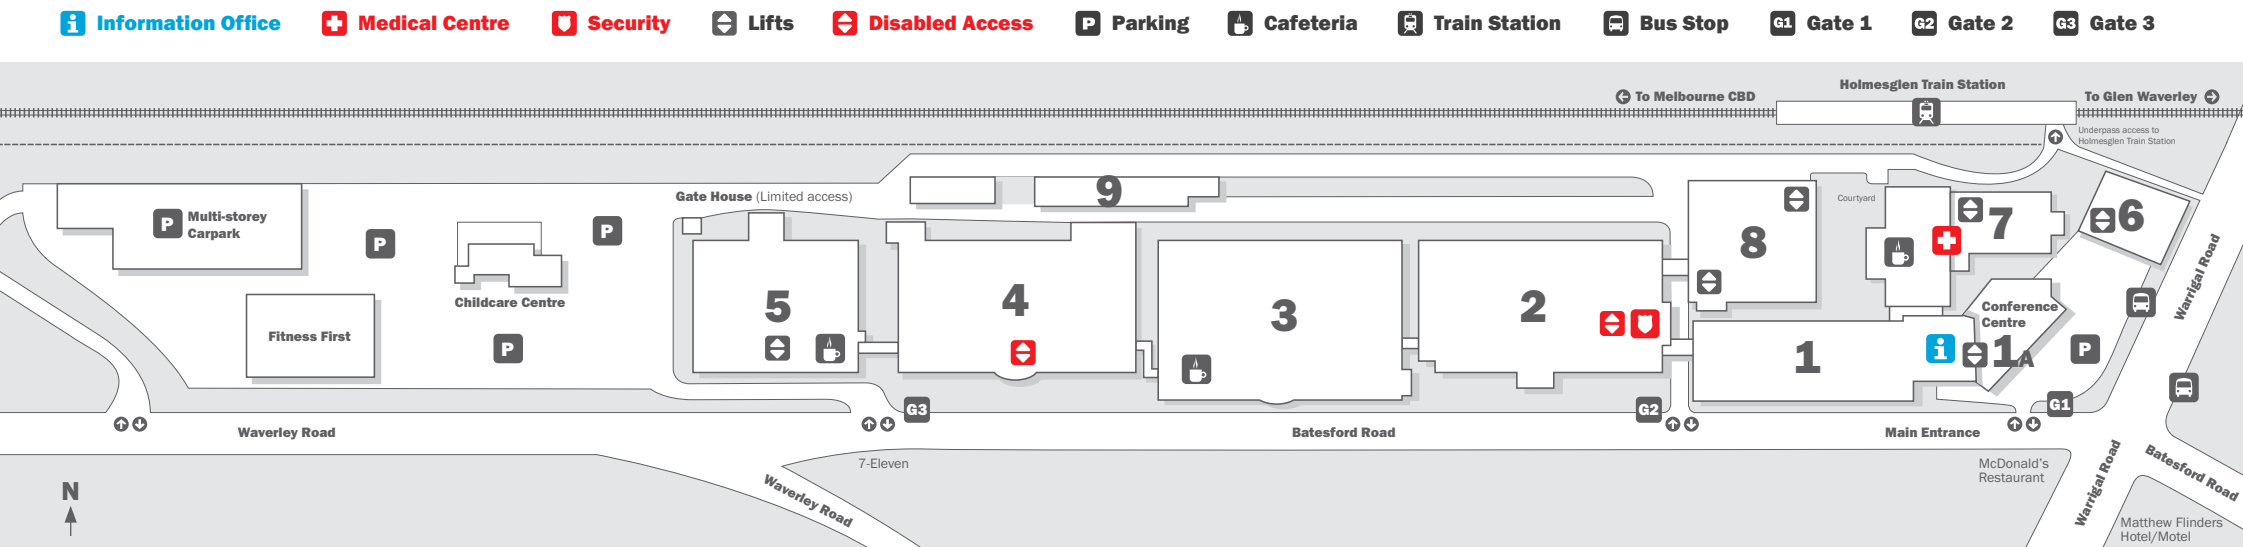 Information Office
Medical Centre
Security
Lifts
Disabled Access
P Parking
Cafeteria
Train Station
Bus Stop
G1 Gate 1
G2 Gate 2
G3 Gate 3
Holmesglen Train Station
To Melbourne CBD
To Glen Waverley
Underpass access to
Holmesglen Train Station
Gate House (Limited access)
9
Courtyard
P Multi-storey
Carpark
P
P
8
7
6
Warrigal Road
Childcare Centre
5
4
3
2
Conference
Centre
Fitness First
P
1
i
1A
P
G3
G2
G1
Waverley Road
Batesford Road
Main Entrance
7-Eleven
McDonald's
Restaurant
Warrigal Road
Batesford Road
N
Waverley Road
Matthew Flinders
Hotel/Motel